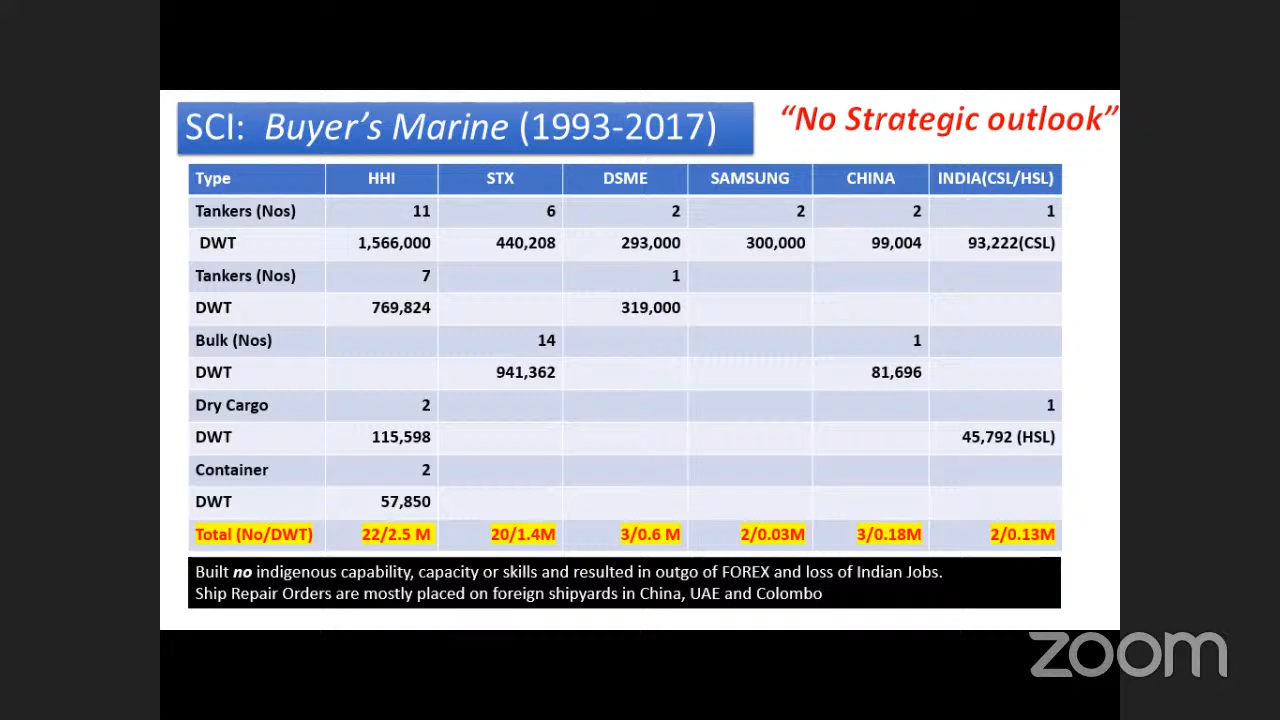 SCI: Buyer's Marine (1993-2017)
"No Strategic outlook"
Type HHI STX DSME SAMSUNG CHINA INDIA(CSL/HSL)
Tankers (Nos) 11 6 2 2 2 1
DWT 1,566,000 440,208 293,000 300,000 99,004 93,222(CSL)
Tankers (Nos) 7 1
DWT 769,824 319,000
Bulk (Nos) 14 1
DWT 941,362 81,696
Dry Cargo 2 1
DWT 115,598 45,792 (HSL)
Container 2
DWT 57,850
Total (No/DWT) 22/2.5 M 20/1.4M 3/0.6 M 2/0.03M 3/0.18M 2/0.13M
Built no indigenous capability, capacity or skills and resulted in outgo of FOREX and loss of Indian Jobs.
Ship Repair Orders are mostly placed on foreign shipyards in China, UAE and Colombo
zoom